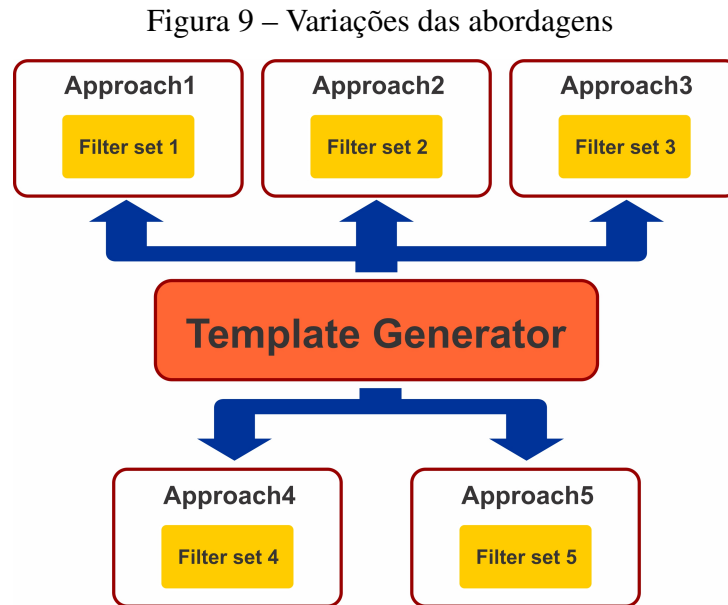 Figura 9 – Variações das abordagens
Approach1
Approach2
Approach3
Filter set 1
Filter set 2
Filter set 3
Template Generator
Approach4
Approach5
Filter set 4
Filter set 5